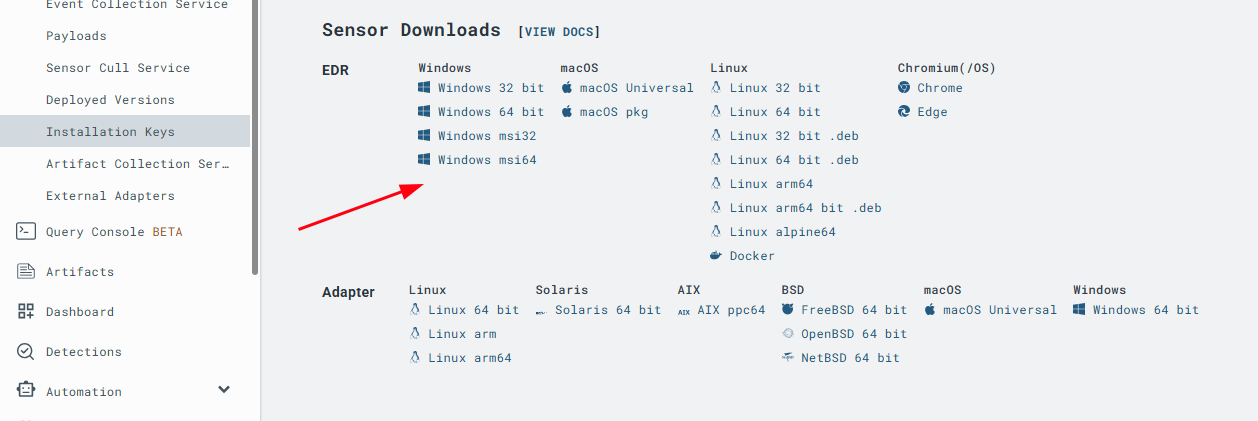 Event Collection Service
Payloads
Sensor Cull Service
Deployed Versions
Installation Keys
Artifact Collection Ser…
External Adapters
Query Console BETA
Artifacts
Dashboard
Detections
Automation
Sensor Downloads [VIEW DOCS]
EDR
Windows
Windows 32 bit
Windows 64 bit
Windows msi32
Windows msi64
macOS
macOS Universal
macOS pkg
Linux
Linux 32 bit
Linux 64 bit
Linux 32 bit .deb
Linux 64 bit .deb
Linux arm64
Linux arm64 bit .deb
Linux alpine64
Docker
Chromium(/OS)
Chrome
Edge
Adapter
Linux
Linux 64 bit
Linux arm
Linux arm64
Solaris
Solaris 64 bit
AIX
AIX AIX ppc64
BSD
FreeBSD 64 bit
OpenBSD 64 bit
NetBSD 64 bit
macOS
macOS Universal
Windows
Windows 64 bit